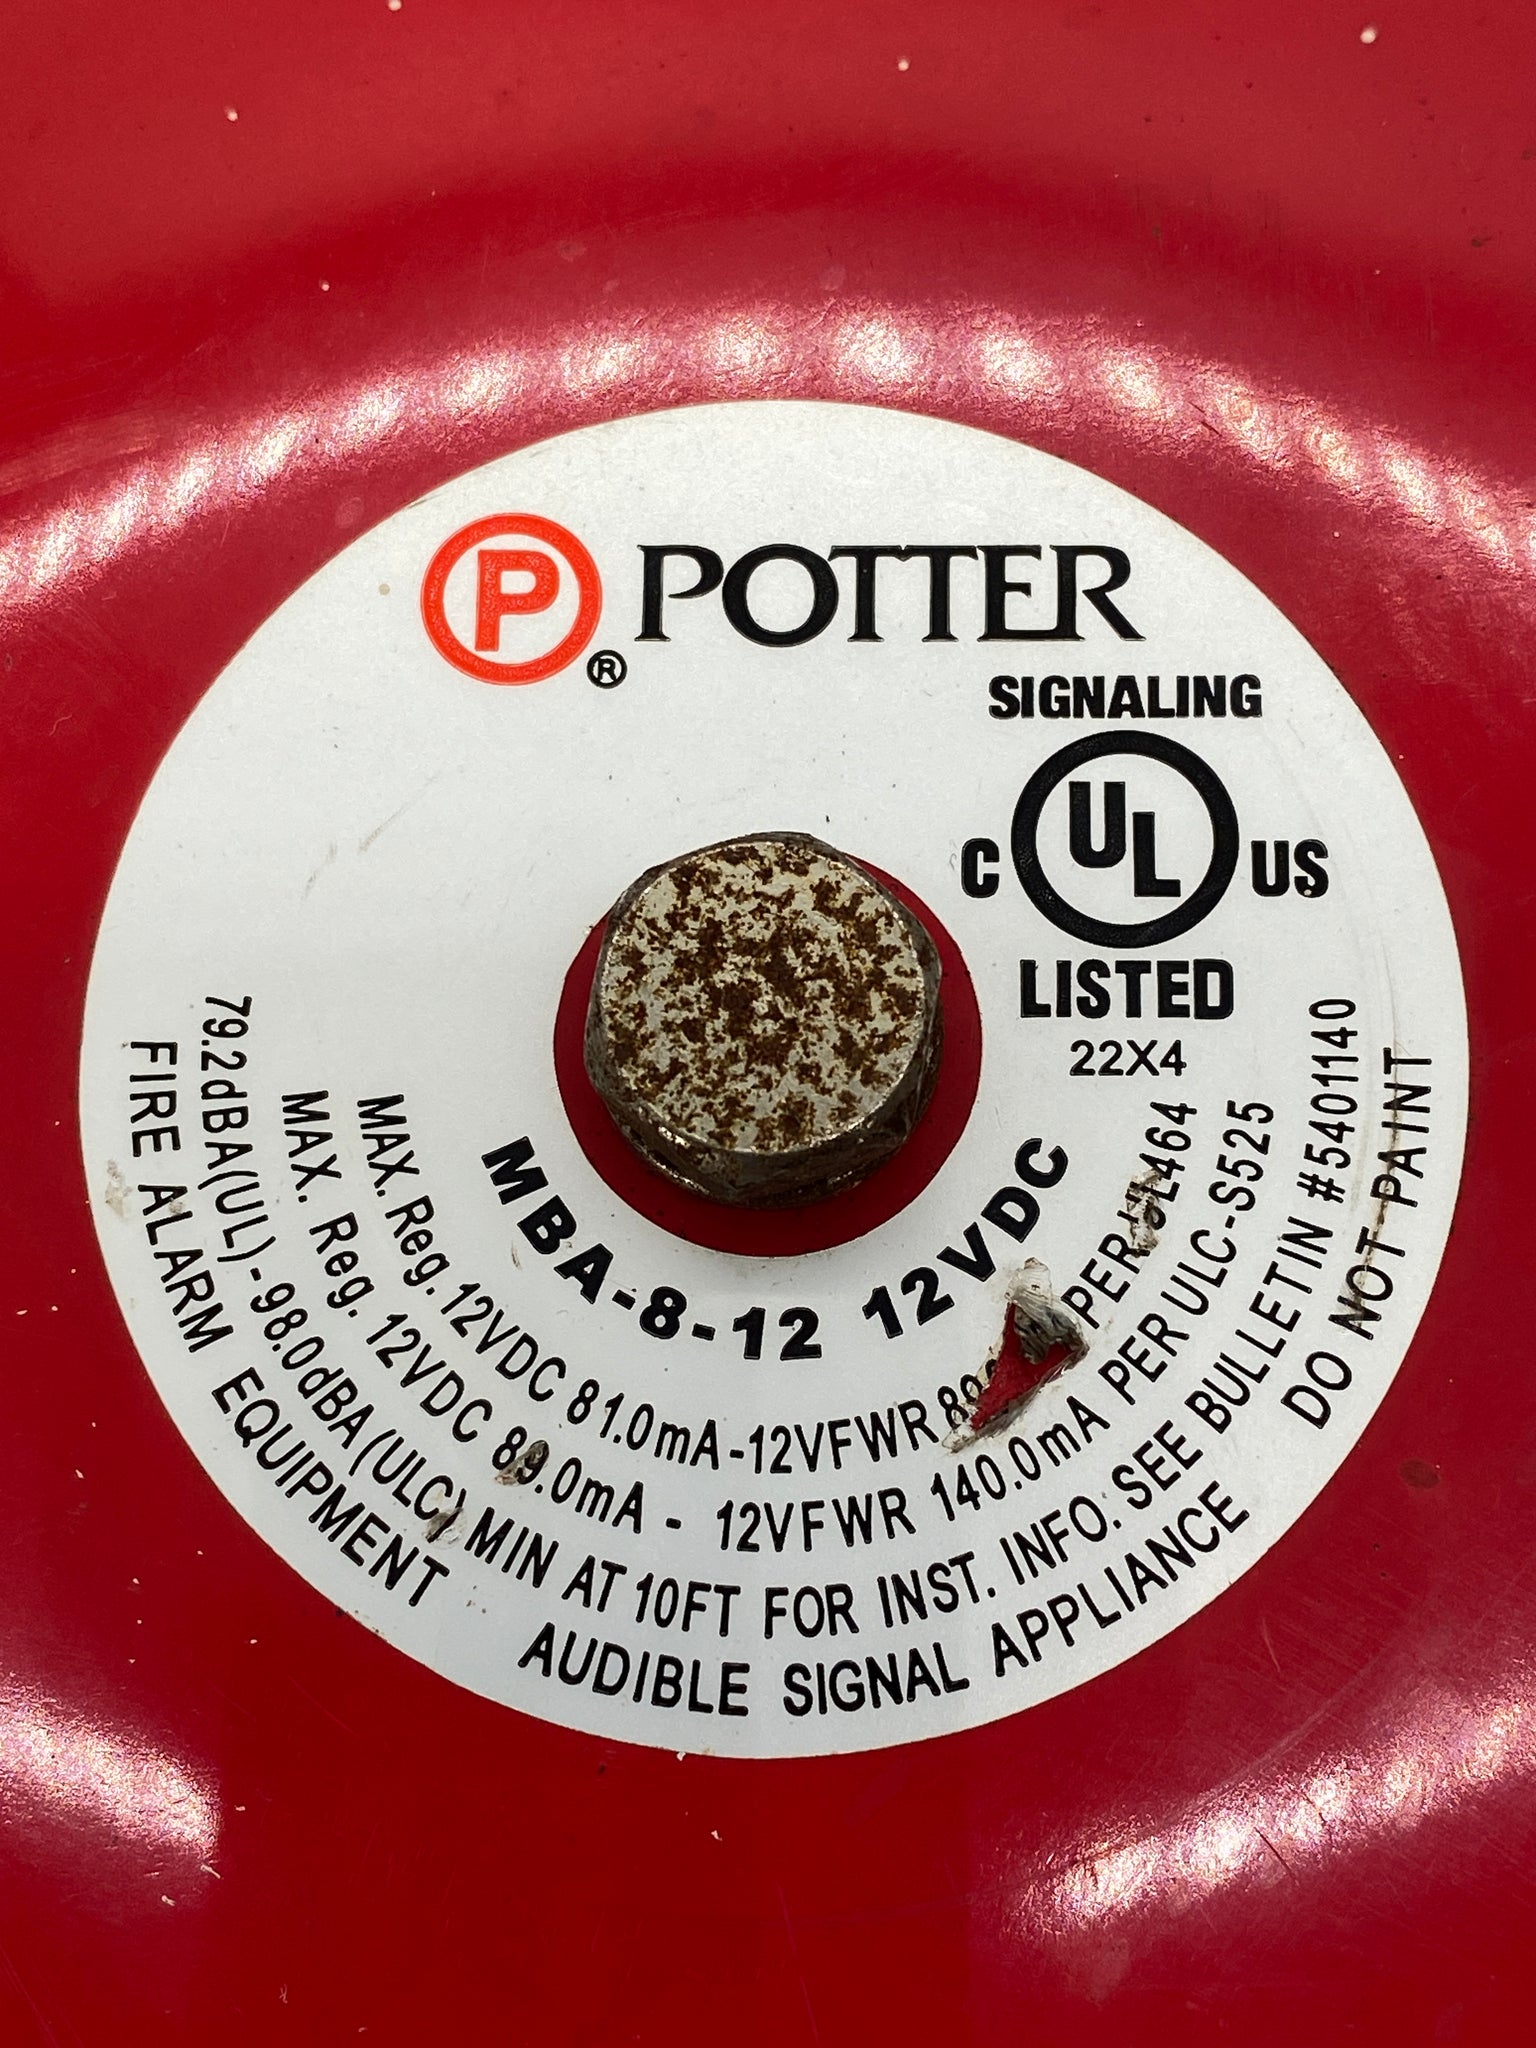 P ® POTTER
SIGNALING
C UL US
LISTED
22X4
MBA-8-12 12VDC
MAX. Reg. 12VDC 81.0mA-12VFWR PER UL464
MAX. Reg. 12VDC 89.0mA - 12VFWR 140.0mA PER ULC-S525
79.2dBA(UL)-98.0dBA(ULC) MIN AT 10FT FOR INST. INFO. SEE BULLETIN #5401140
FIRE ALARM EQUIPMENT AUDIBLE SIGNAL APPLIANCE DO NOT PAINT